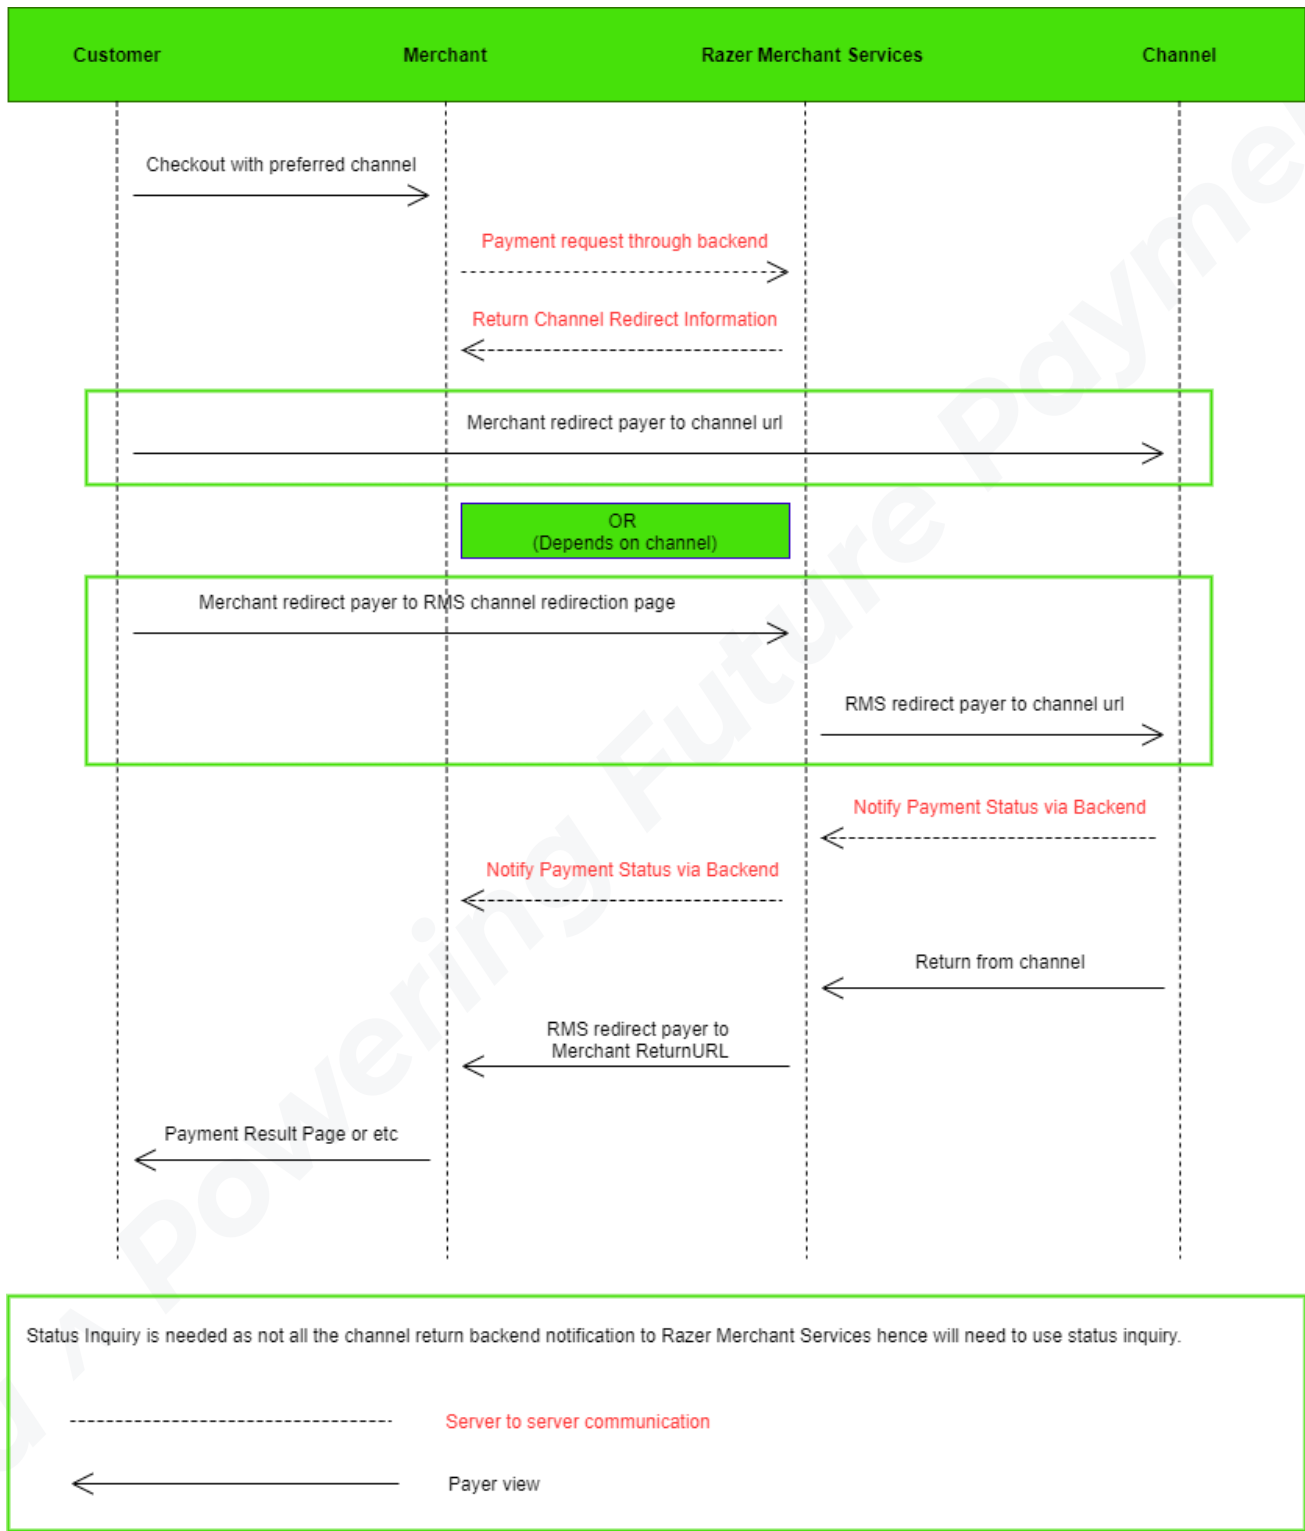 Customer
Merchant
Razer Merchant Services
Channel
Checkout with preferred channel
Payment request through backend
Return Channel Redirect Information
Merchant redirect payer to channel url
OR
(Depends on channel)
Merchant redirect payer to RMS channel redirection page
RMS redirect payer to channel url
Notify Payment Status via Backend
Notify Payment Status via Backend
Return from channel
RMS redirect payer to
Merchant ReturnURL
Payment Result Page or etc
Status Inquiry is needed as not all the channel return backend notification to Razer Merchant Services hence will need to use status inquiry.
Server to server communication
Payer view
Powering Future